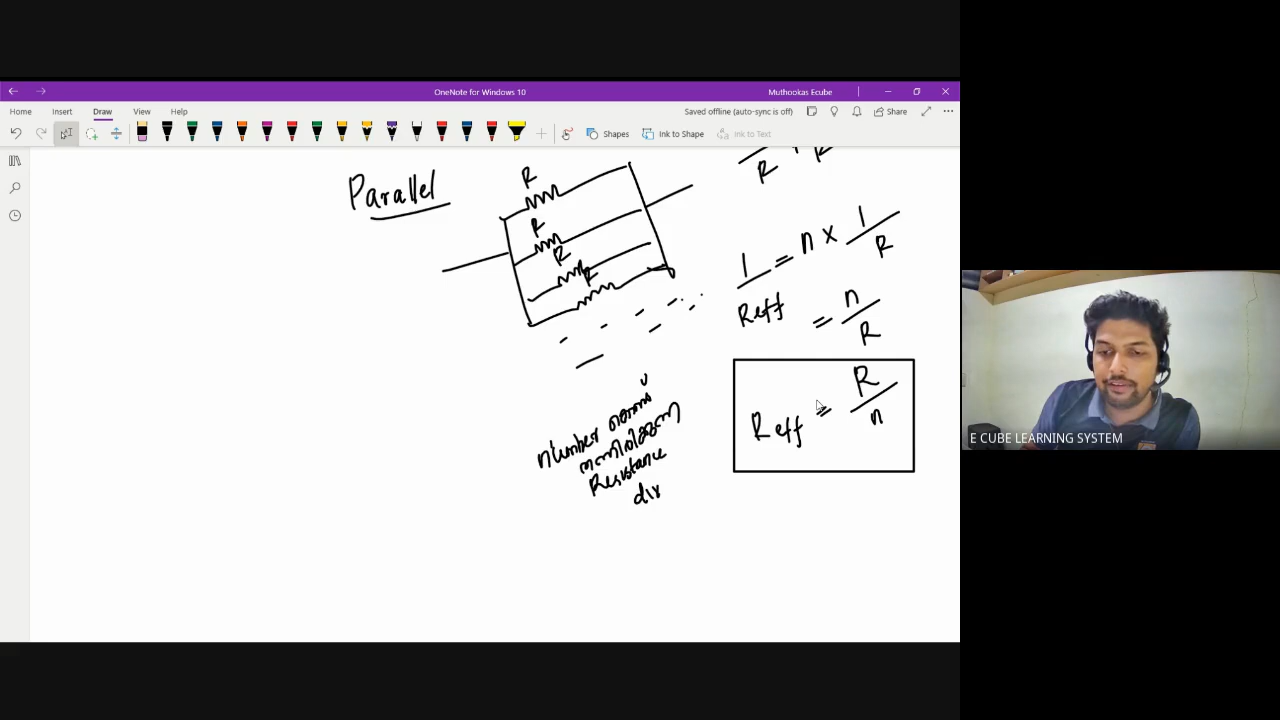 OneNote for Windows 10
Muthookas Ecube
Home Insert Draw View Help
Saved offline (auto-sync is off)
Share
Shapes
Ink to Shape
Ink to Text
Parallel
R
R
R
R
R
R
1/Reff = n × 1/R
= n/R
Reff = R/n
number
Resistance
div
E CUBE LEARNING SYSTEM